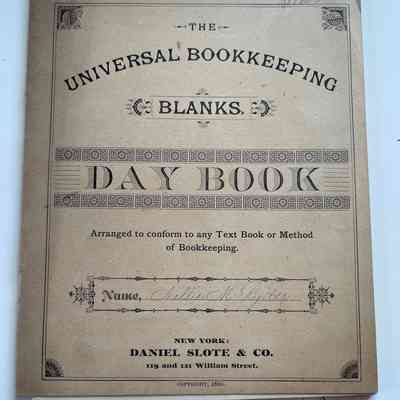 THE
UNIVERSAL BOOKKEEPING
BLANKS.
DAY BOOK
Arranged to conform to any Text Book or Method
of Bookkeeping.
Name, Nellie M.
NEW YORK:
DANIEL SLOTE & CO.
119 and 121 William Street.
COPYRIGHT,